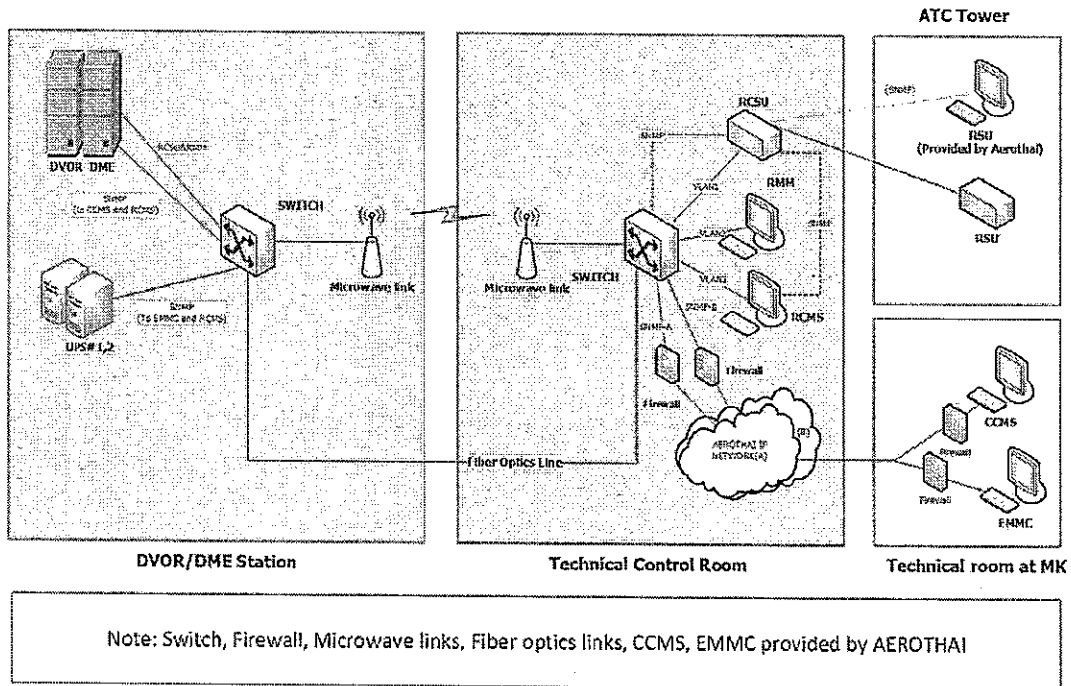 ATC Tower
DVOR DME
SNMP
(to CCMS and RCMS)
SWITCH
Microwave link
UPS# 1,2
SNMP
(To EMMC and RCMS)
Fiber Optics Line
DVOR/DME Station
Microwave link
SWITCH
RCSU
SNMP
VLAN1
RMM
VLAN2
SNMP
RCMS
SNMP-A
SNMP-B
Firewall
Firewall
AEROTHAI IP
NETWORK(A)
(B)
Technical Control Room
(SNMP)
RSU
(Provided by Aerothai)
RSU
CCMS
Firewall
Firewall
EMMC
Technical room at MK
Note: Switch, Firewall, Microwave links, Fiber optics links, CCMS, EMMC provided by AEROTHAI